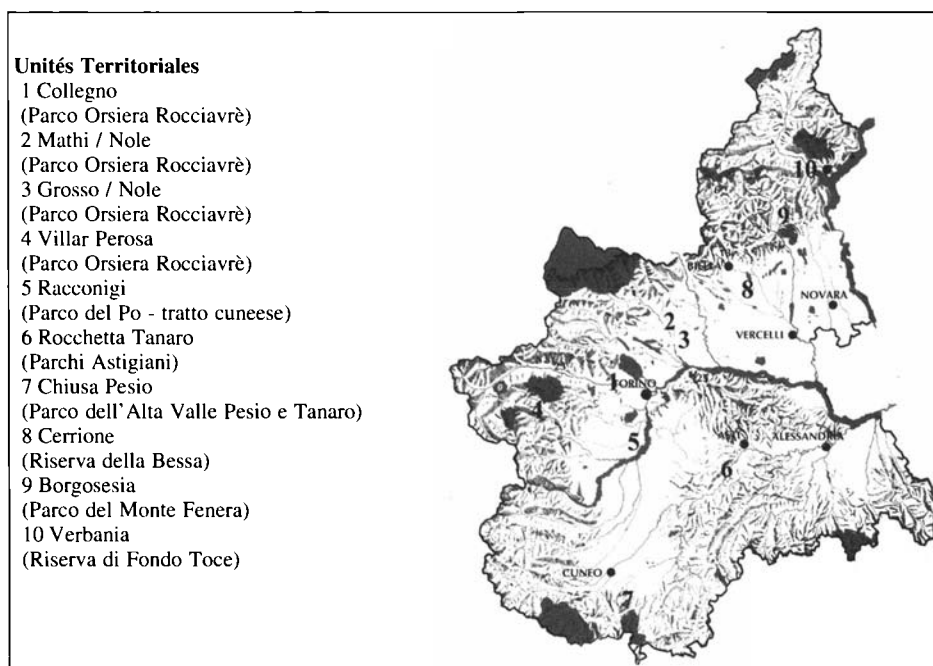 Unités Territoriales
1 Collegno
(Parco Orsiera Rocciavrè)
2 Mathi / Nole
(Parco Orsiera Rocciavrè)
3 Grosso / Nole
(Parco Orsiera Rocciavrè)
4 Villar Perosa
(Parco Orsiera Rocciavrè)
5 Racconigi
(Parco del Po - tratto cuneese)
6 Rocchetta Tanaro
(Parchi Astigiani)
7 Chiusa Pesio
(Parco dell'Alta Valle Pesio e Tanaro)
8 Cerrione
(Riserva della Bessa)
9 Borgosesia
(Parco del Monte Fenera)
10 Verbania
(Riserva di Fondo Toce)
10
9
BIELLA
8
NOVARA
2
3
VERCELLI
1
TORINO
4
5
ASTI
ALESSANDRIA
6
CUNEO
7